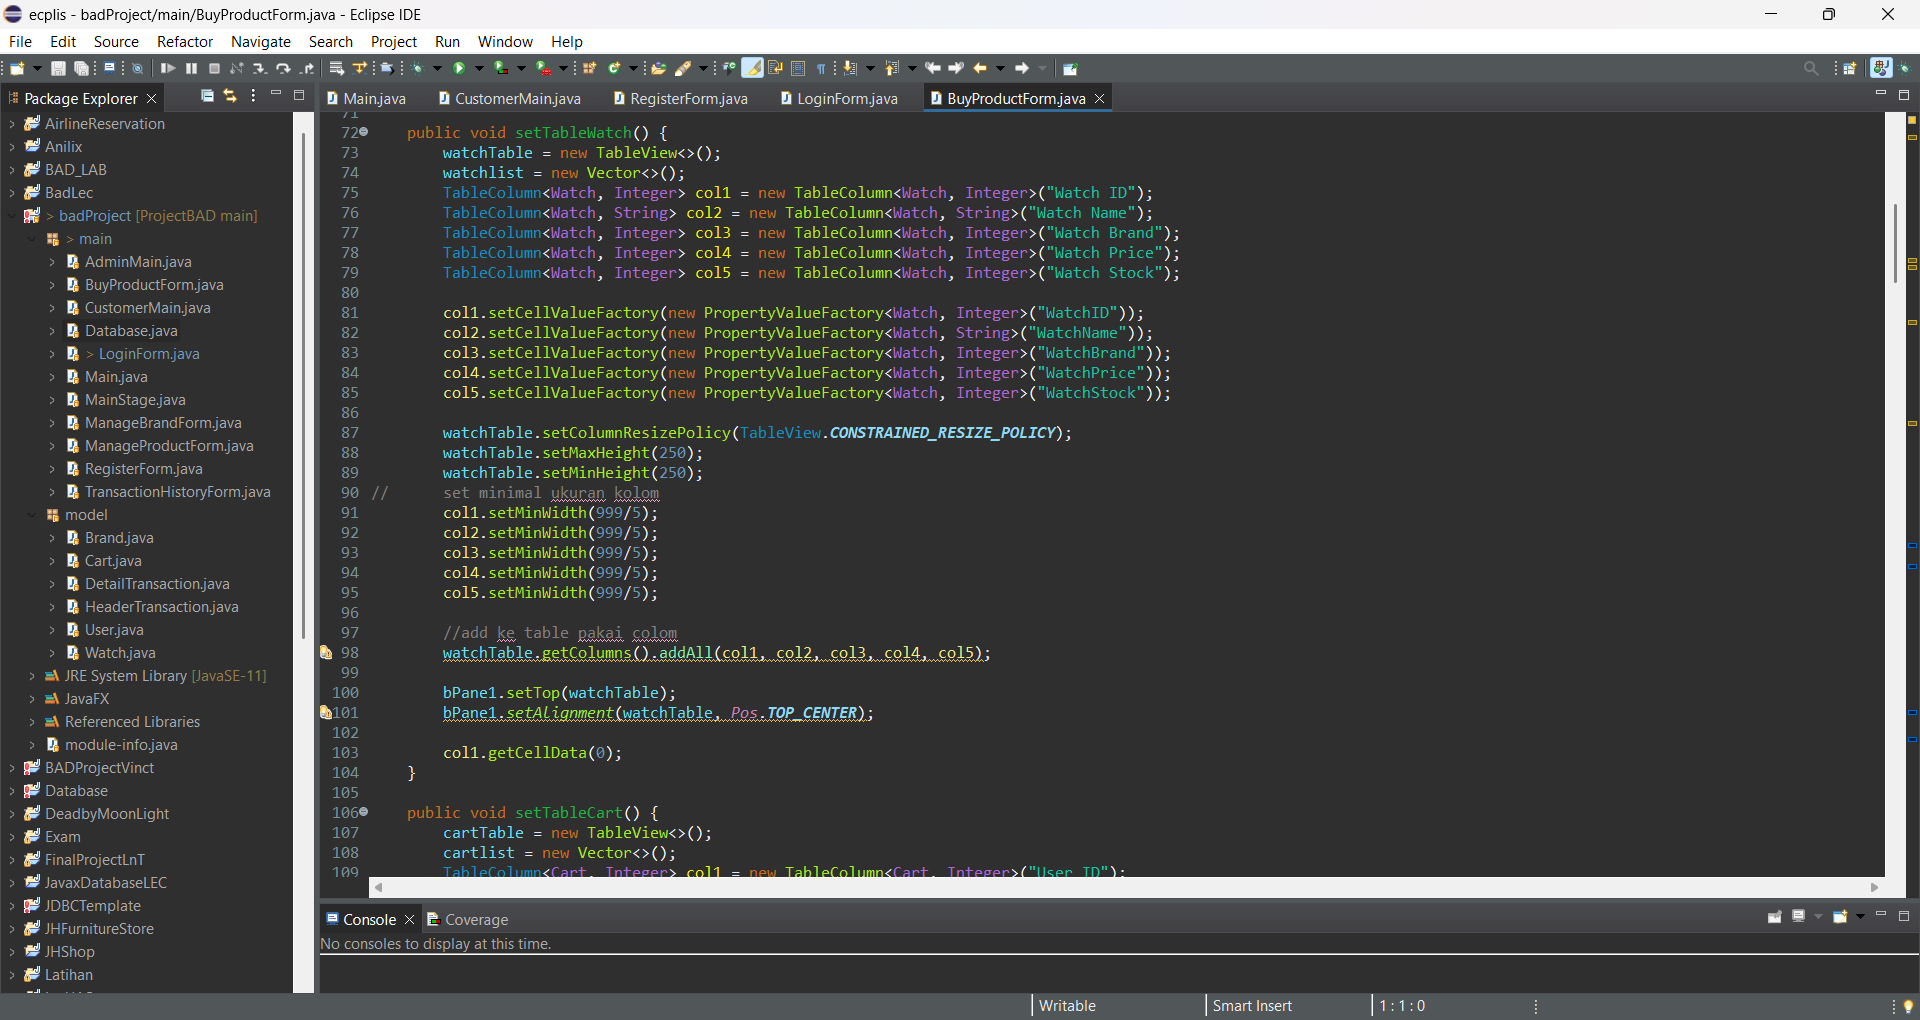 ecplis - badProject/main/BuyProductForm.java - Eclipse IDE
File Edit Source Refactor Navigate Search Project Run Window Help
Package Explorer
Main.java CustomerMain.java RegisterForm.java LoginForm.java BuyProductForm.java
> AirlineReservation
> Anilix
> BAD_LAB
> BadLec
> badProject [ProjectBAD main]
> main
> AdminMain.java
> BuyProductForm.java
> CustomerMain.java
> Database.java
> > LoginForm.java
> Main.java
> MainStage.java
> ManageBrandForm.java
> ManageProductForm.java
> RegisterForm.java
> TransactionHistoryForm.java
model
> Brand.java
> Cart.java
> DetailTransaction.java
> HeaderTransaction.java
> User.java
> Watch.java
> JRE System Library [JavaSE-11]
> JavaFX
> Referenced Libraries
> module-info.java
> BADProjectVinct
> Database
> DeadbyMoonLight
> Exam
> FinalProjectLnT
> JavaxDatabaseLEC
> JDBCTemplate
> JHFurnitureStore
> JHShop
> Latihan
71
72 public void setTableWatch() {
73 watchTable = new TableView<>();
74 watchlist = new Vector<>();
75 TableColumn<Watch, Integer> col1 = new TableColumn<Watch, Integer>("Watch ID");
76 TableColumn<Watch, String> col2 = new TableColumn<Watch, String>("Watch Name");
77 TableColumn<Watch, Integer> col3 = new TableColumn<Watch, Integer>("Watch Brand");
78 TableColumn<Watch, Integer> col4 = new TableColumn<Watch, Integer>("Watch Price");
79 TableColumn<Watch, Integer> col5 = new TableColumn<Watch, Integer>("Watch Stock");
80
81 col1.setCellValueFactory(new PropertyValueFactory<Watch, Integer>("WatchID"));
82 col2.setCellValueFactory(new PropertyValueFactory<Watch, String>("WatchName"));
83 col3.setCellValueFactory(new PropertyValueFactory<Watch, Integer>("WatchBrand"));
84 col4.setCellValueFactory(new PropertyValueFactory<Watch, Integer>("WatchPrice"));
85 col5.setCellValueFactory(new PropertyValueFactory<Watch, Integer>("WatchStock"));
86
87 watchTable.setColumnResizePolicy(TableView.CONSTRAINED_RESIZE_POLICY);
88 watchTable.setMaxHeight(250);
89 watchTable.setMinHeight(250);
90 // set minimal ukuran kolom
91 col1.setMinWidth(999/5);
92 col2.setMinWidth(999/5);
93 col3.setMinWidth(999/5);
94 col4.setMinWidth(999/5);
95 col5.setMinWidth(999/5);
96
97 //add ke table pakai colom
98 watchTable.getColumns().addAll(col1, col2, col3, col4, col5);
99
100 bPane1.setTop(watchTable);
101 bPane1.setAlignment(watchTable, Pos.TOP_CENTER);
102
103 col1.getCellData(0);
104 }
105
106 public void setTableCart() {
107 cartTable = new TableView<>();
108 cartlist = new Vector<>();
109 TableColumn<Cart, Integer> col1 = new TableColumn<Cart, Integer>("User ID");
Console Coverage
No consoles to display at this time.
Writable Smart Insert 1 : 1 : 0